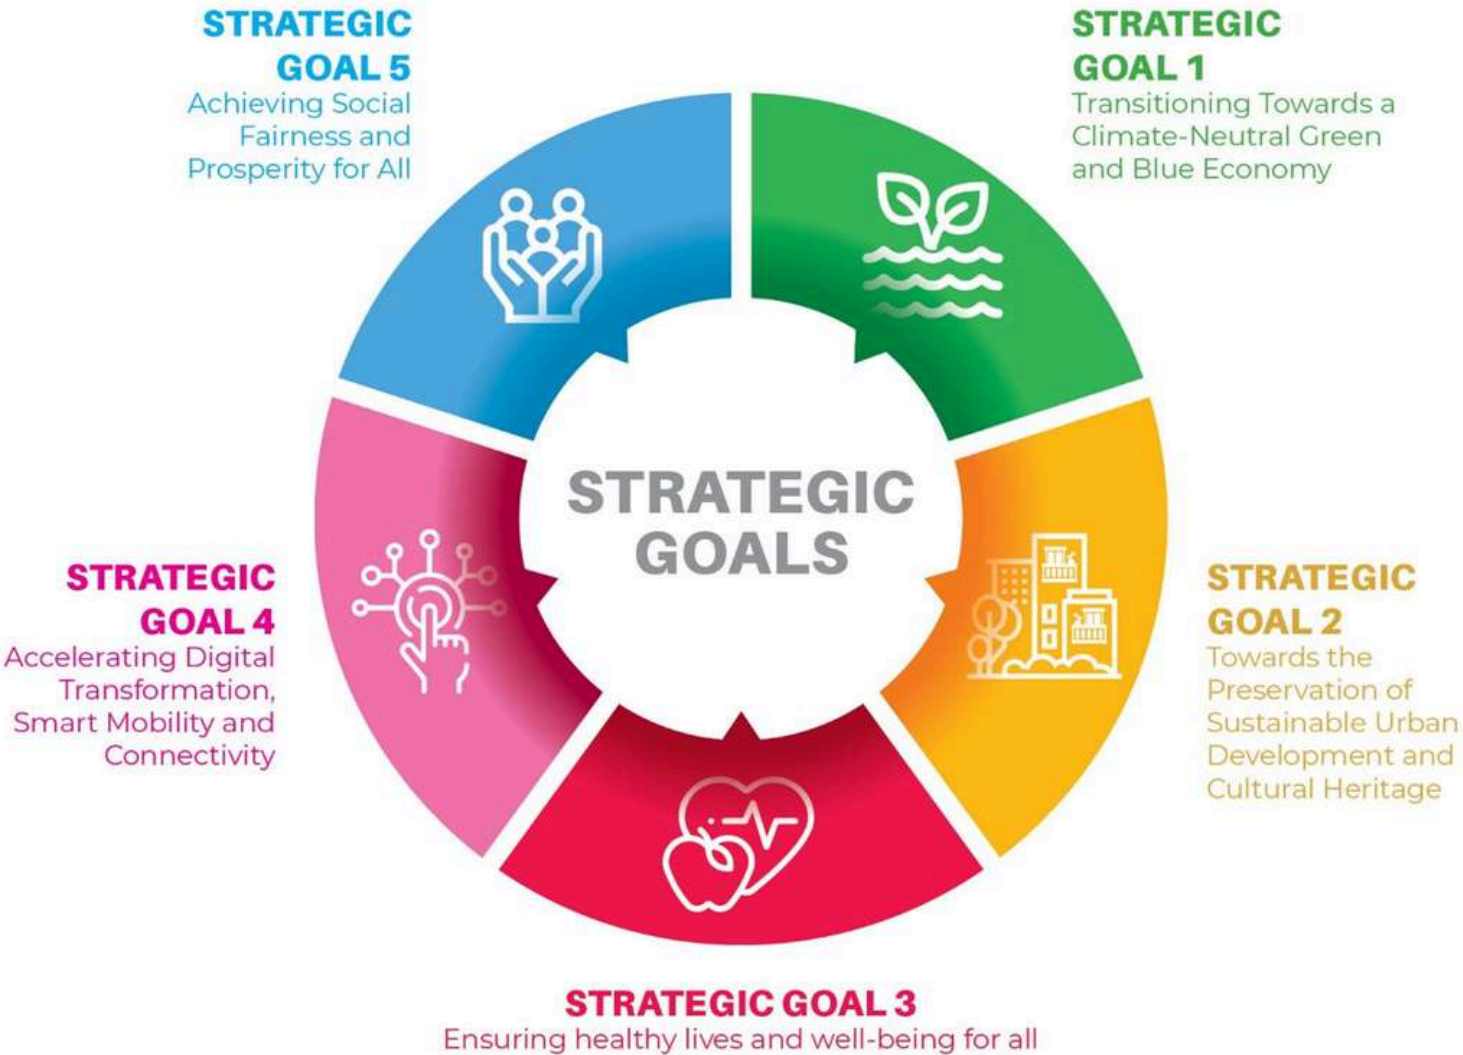 STRATEGIC
GOAL 5
Achieving Social
Fairness and
Prosperity for All
STRATEGIC
GOAL 1
Transitioning Towards a
Climate-Neutral Green
and Blue Economy
STRATEGIC
GOALS
STRATEGIC
GOAL 4
Accelerating Digital
Transformation,
Smart Mobility and
Connectivity
STRATEGIC
GOAL 2
Towards the
Preservation of
Sustainable Urban
Development and
Cultural Heritage
STRATEGIC GOAL 3
Ensuring healthy lives and well-being for all